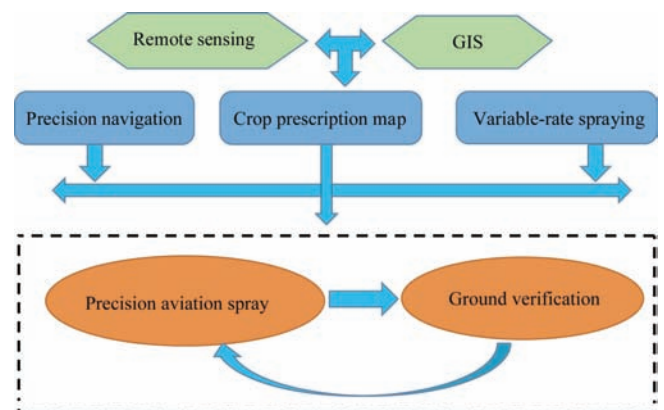 Remote sensing
GIS
Precision navigation
Crop prescription map
Variable-rate spraying
Precision aviation spray
Ground verification